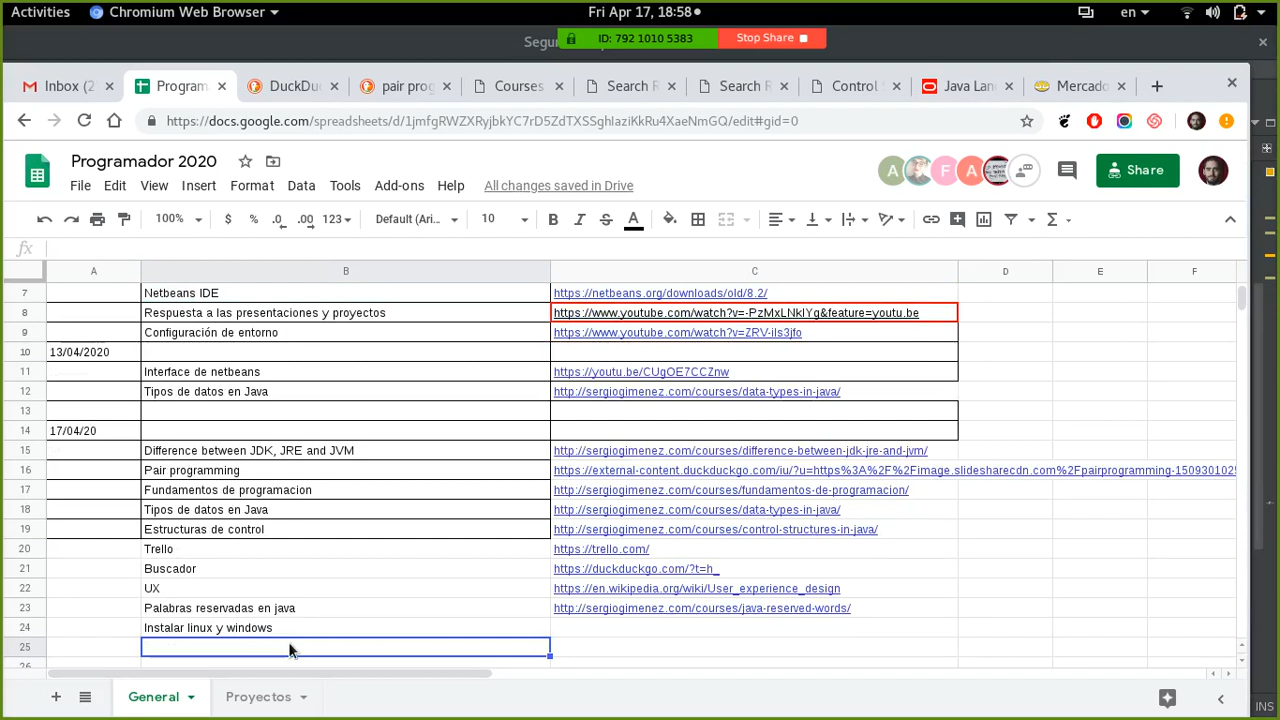 Activities Chromium Web Browser Fri Apr 17, 18:58 en
Segu
ID: 792 1010 5383 Stop Share
Inbox (2 Program DuckDu pair prog Courses Search R Search R Control Java Lan Mercado
https://docs.google.com/spreadsheets/d/1jmfgRWZXRyjbkYC7rD5ZdTXSSghIaziKkRu4XaeNmGQ/edit#gid=0
Programador 2020
A F A Share
File Edit View Insert Format Data Tools Add-ons Help All changes saved in Drive
100% $ % .0 .00 123 Default (Ari... 10 B I S A
fx
A B C D E F
7 Netbeans IDE https://netbeans.org/downloads/old/8.2/
8 Respuesta a las presentaciones y proyectos https://www.youtube.com/watch?v=-PzMxLNkIYg&feature=youtu.be
9 Configuración de entorno https://www.youtube.com/watch?v=ZRV-iIs3jfo
10 13/04/2020
11 Interface de netbeans https://youtu.be/CUgOE7CCZnw
12 Tipos de datos en Java http://sergiogimenez.com/courses/data-types-in-java/
13
14 17/04/20
15 Difference between JDK, JRE and JVM http://sergiogimenez.com/courses/difference-between-jdk-jre-and-jvm/
16 Pair programming https://external-content.duckduckgo.com/iu/?u=https%3A%2F%2Fimage.slidesharecdn.com%2Fpairprogramming-150930102
17 Fundamentos de programacion http://sergiogimenez.com/courses/fundamentos-de-programacion/
18 Tipos de datos en Java http://sergiogimenez.com/courses/data-types-in-java/
19 Estructuras de control http://sergiogimenez.com/courses/control-structures-in-java/
20 Trello https://trello.com/
21 Buscador https://duckduckgo.com/?t=h_
22 UX https://en.wikipedia.org/wiki/User_experience_design
23 Palabras reservadas en java http://sergiogimenez.com/courses/java-reserved-words/
24 Instalar linux y windows
25
26
General Proyectos
INS